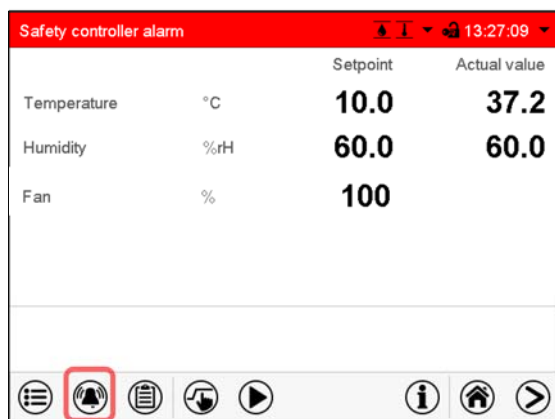 Safety controller alarm 13:27:09
Setpoint Actual value
Temperature °C 10.0 37.2
Humidity %rH 60.0 60.0
Fan % 100